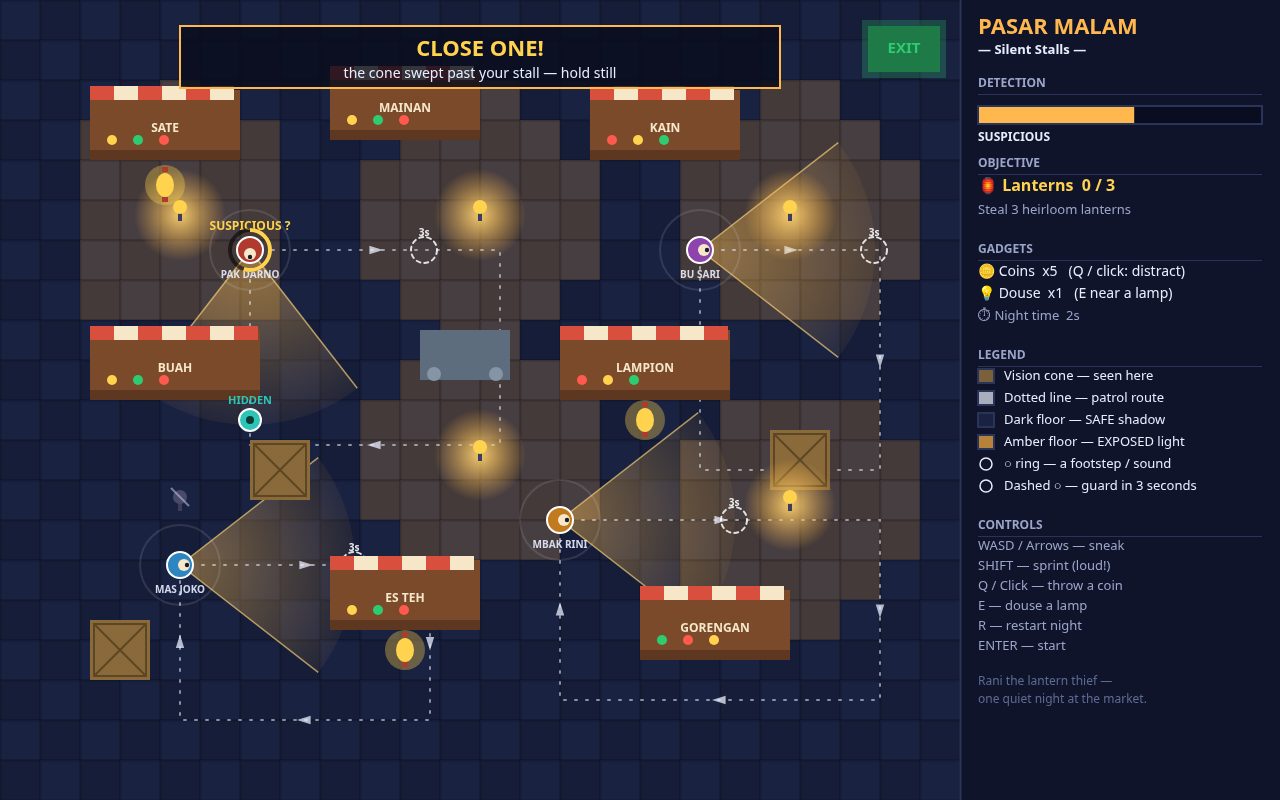 CLOSE ONE!
the cone swept past your stall — hold still
EXIT
SATE
MAINAN
KAIN
SUSPICIOUS ?
PAK DARNO
3s
BU SARI
3s
BUAH
LAMPION
HIDDEN
MAS JOKO
3s
ES TEH
MBAK RINI
3s
GORENGAN
PASAR MALAM
— Silent Stalls —
DETECTION
SUSPICIOUS
OBJECTIVE
🏮 Lanterns 0 / 3
Steal 3 heirloom lanterns
GADGETS
🪙 Coins x5 (Q / click: distract)
💡 Douse x1 (E near a lamp)
⏱ Night time 2s
LEGEND
Vision cone — seen here
Dotted line — patrol route
Dark floor — SAFE shadow
Amber floor — EXPOSED light
○ ring — a footstep / sound
Dashed ○ — guard in 3 seconds
CONTROLS
WASD / Arrows — sneak
SHIFT — sprint (loud!)
Q / Click — throw a coin
E — douse a lamp
R — restart night
ENTER — start
Rani the lantern thief —
one quiet night at the market.